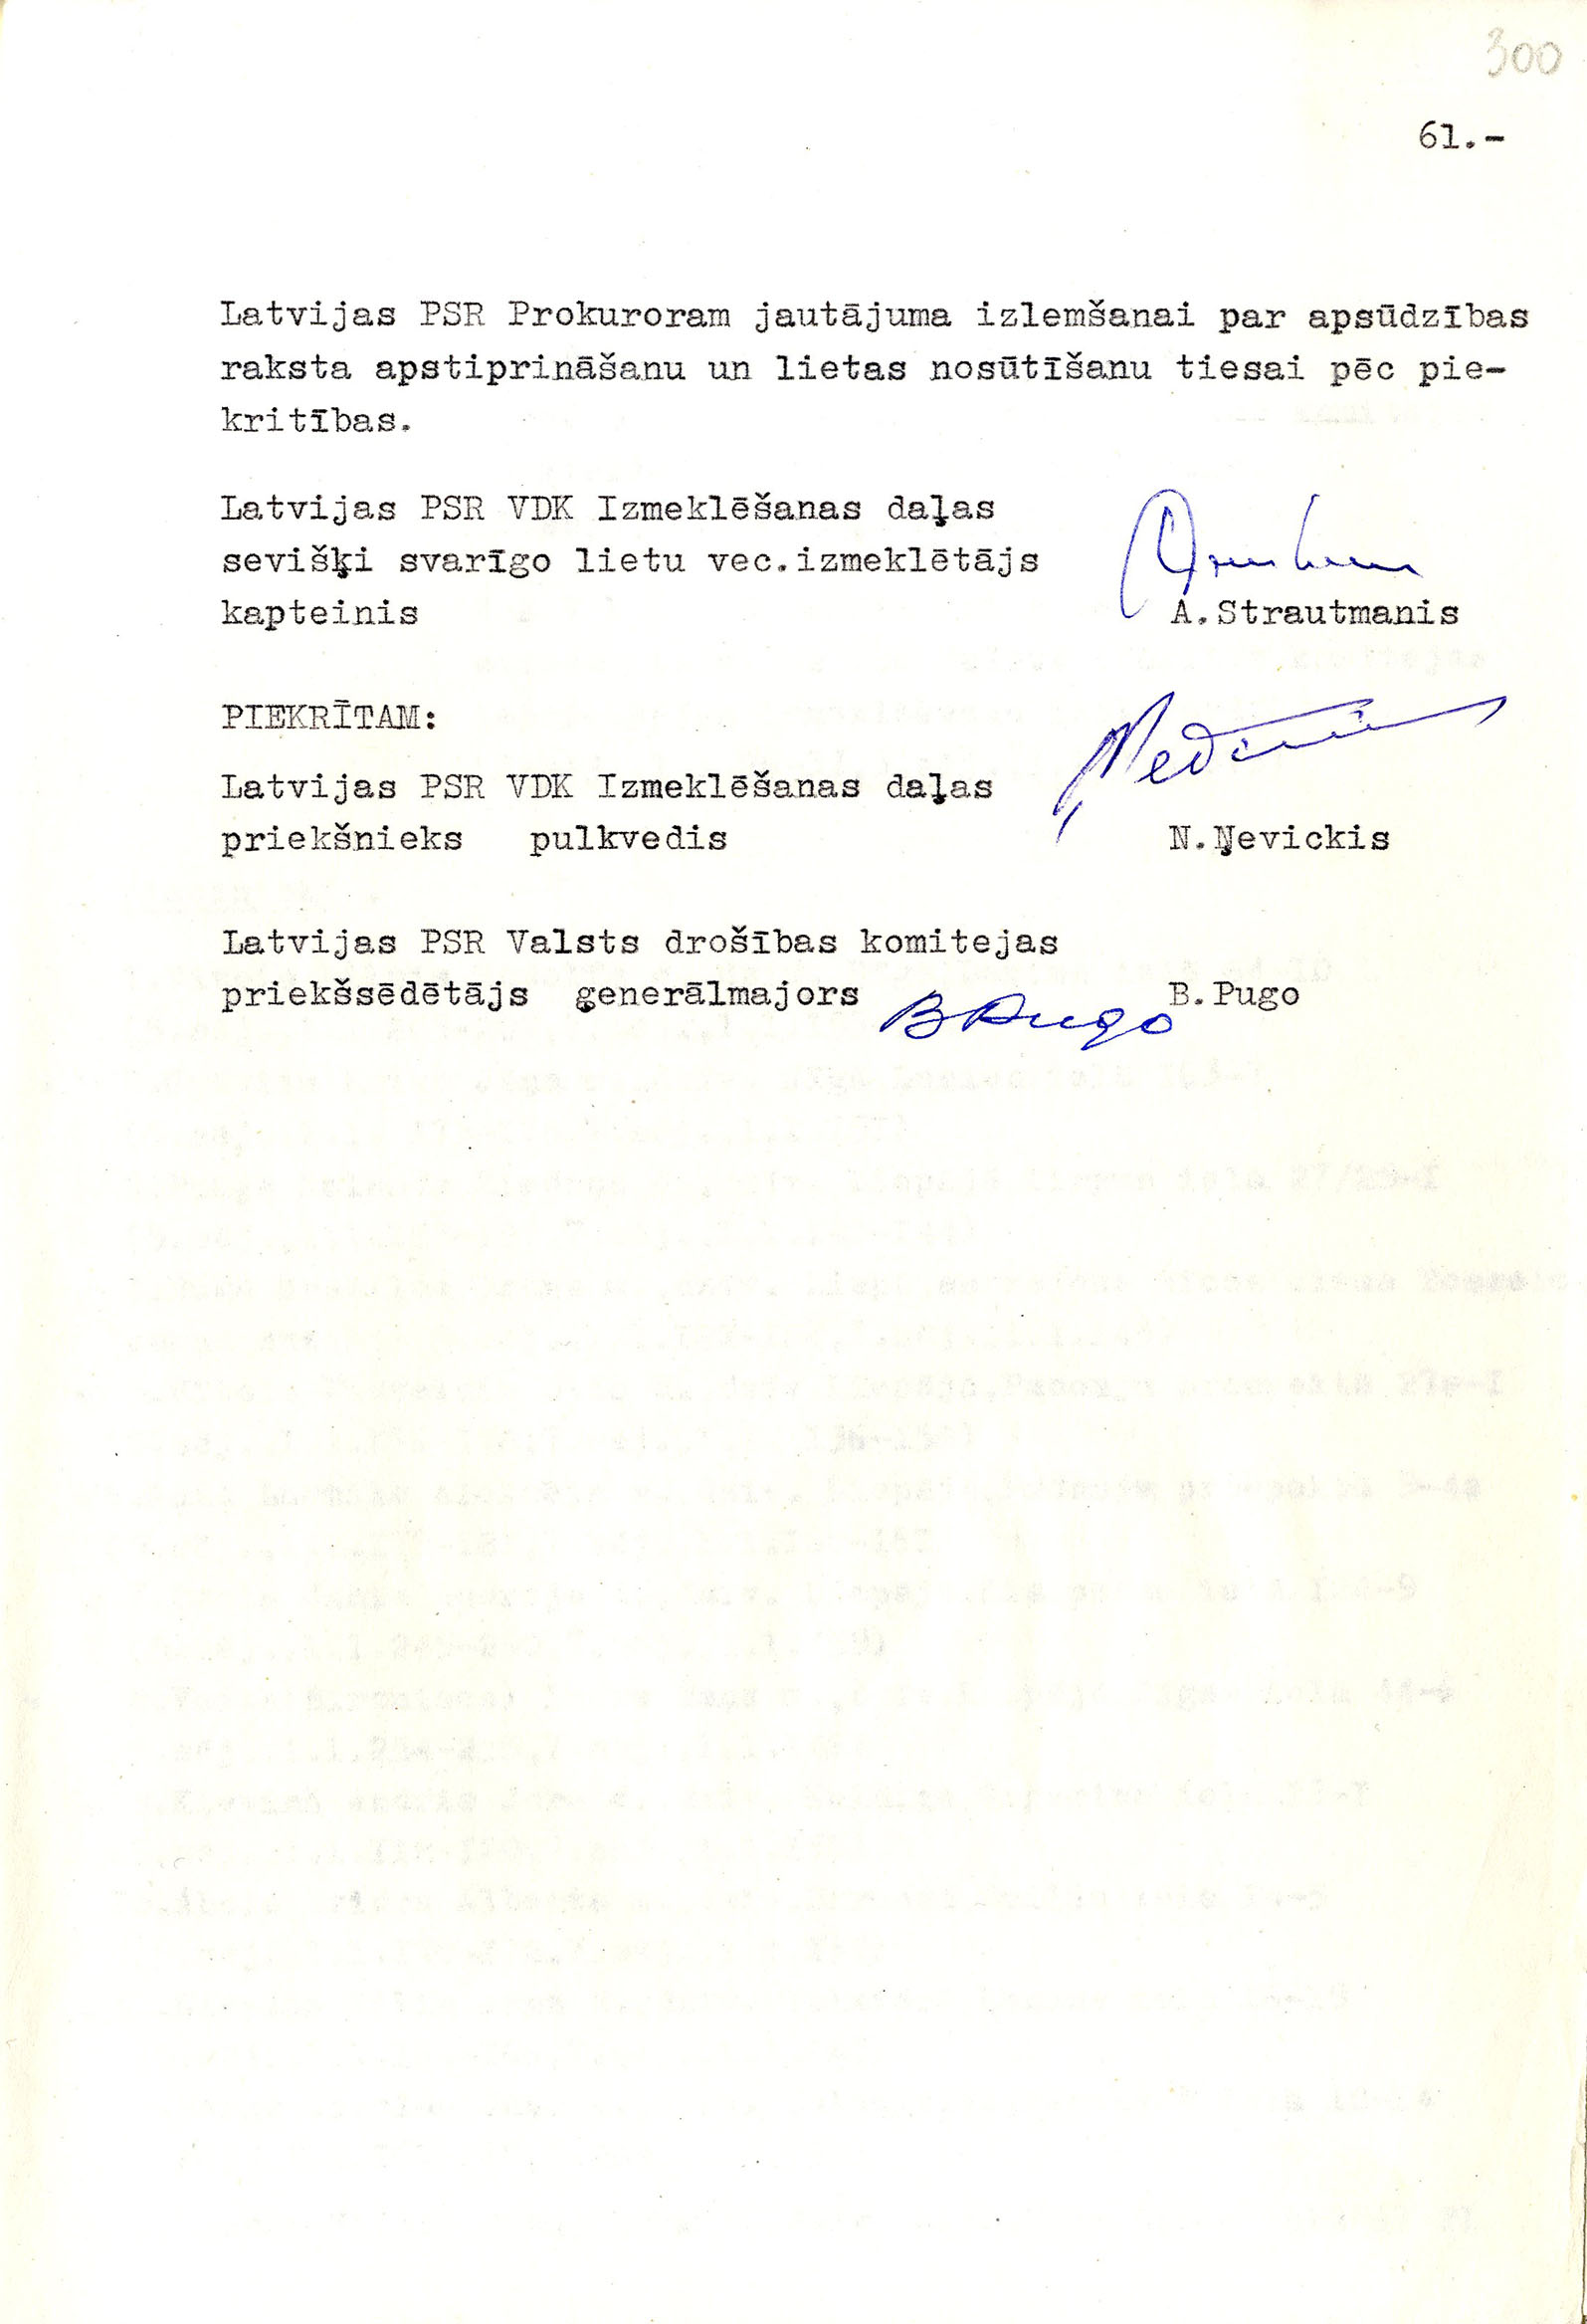 300
61.-
Latvijas PSR Prokuroram jautājuma izlemšanai par apsūdzības
raksta apstiprināšanu un lietas nosūtīšanu tiesai pēc pie-
kritības.
Latvijas PSR VDK Izmeklēšanas daļas
sevišķi svarīgo lietu vec.izmeklētājs
kapteinis A.Strautmanis
PIEKRĪTAM:
Latvijas PSR VDK Izmeklēšanas daļas
priekšnieks pulkvedis N.Ņevickis
Latvijas PSR Valsts drošības komitejas
priekšsēdētājs ģenerālmajors B.Pugo
BPugo